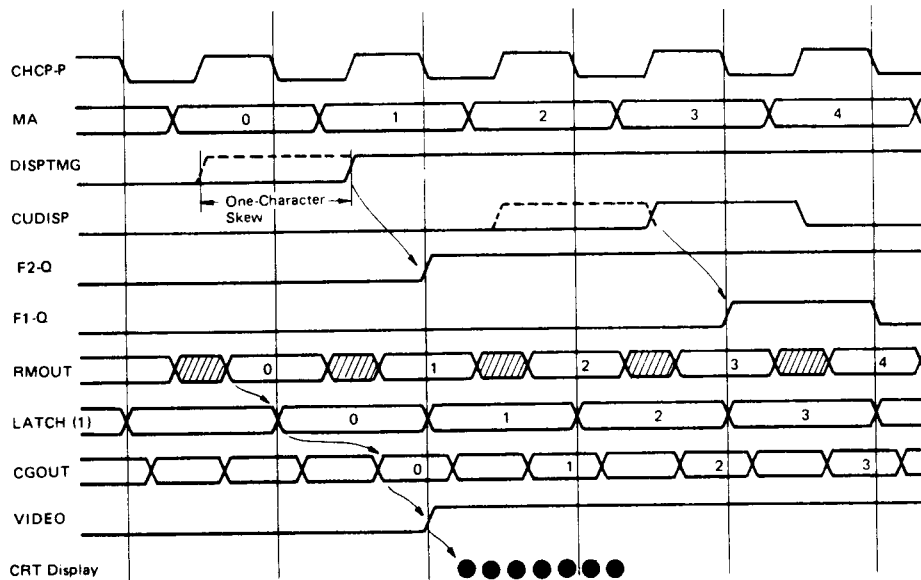 CHCP-P
MA 0 1 2 3 4
DISPTMG
One-Character
Skew
CUDISP
F2-Q
F1-Q
RMOUT 0 1 2 3 4
LATCH (1) 0 1 2 3
CGOUT 0 1 2 3
VIDEO
CRT Display